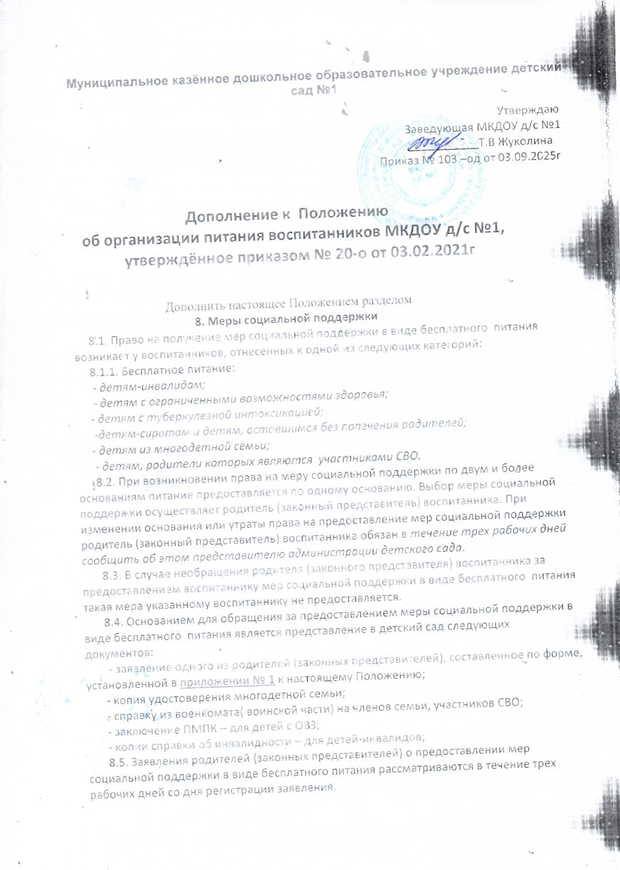 Муниципальное казённое дошкольное образовательное учреждение детский
сад №1
Утверждаю
Заведующая МКДОУ д/с №1
Т.В Жуколина
Приказ № 103 –од от 03.09.2025г
Дополнение к Положению
об организации питания воспитанников МКДОУ д/с №1,
утверждённое приказом № 20-о от 03.02.2021г
Дополнить настоящее Положением разделом
8. Меры социальной поддержки
8.1. Право на получение мер социальной поддержки в виде бесплатного питания
возникает у воспитанников, отнесенных к одной из следующих категорий:
8.1.1. Бесплатное питание:
- детям-инвалидам;
- детям с ограниченными возможностями здоровья;
- детям с туберкулезной интоксикацией;
-детям-сиротам и детям, оставшимся без попечения родителей;
- детям из многодетной семьи;
- детям, родители которых являются участниками СВО.
8.2. При возникновении права на меру социальной поддержки по двум и более
основаниям питание предоставляется по одному основанию. Выбор меры социальной
поддержки осуществляет родитель (законный представитель) воспитанника. При
изменении основания или утраты права на предоставление мер социальной поддержки
родитель (законный представитель) воспитанника обязан в течение трех рабочих дней
сообщить об этом представителю администрации детского сада.
8.3. В случае необращения родителя (законного представителя) воспитанника за
предоставлением воспитаннику мер социальной поддержки в виде бесплатного питания
такая мера указанному воспитаннику не предоставляется.
8.4. Основанием для обращения за предоставлением меры социальной поддержки в
виде бесплатного питания является представление в детский сад следующих
документов:
- заявление одного из родителей (законных представителей), составленное по форме,
установленной в приложении № 1 к настоящему Положению;
- копия удостоверения многодетной семьи;
- справку из военкомата( воинской части) на членов семьи, участников СВО;
- заключение ПМПК – для детей с ОВЗ;
- копии справки об инвалидности – для детей-инвалидов;
8.5. Заявления родителей (законных представителей) о предоставлении мер
социальной поддержки в виде бесплатного питания рассматриваются в течение трех
рабочих дней со дня регистрации заявления.